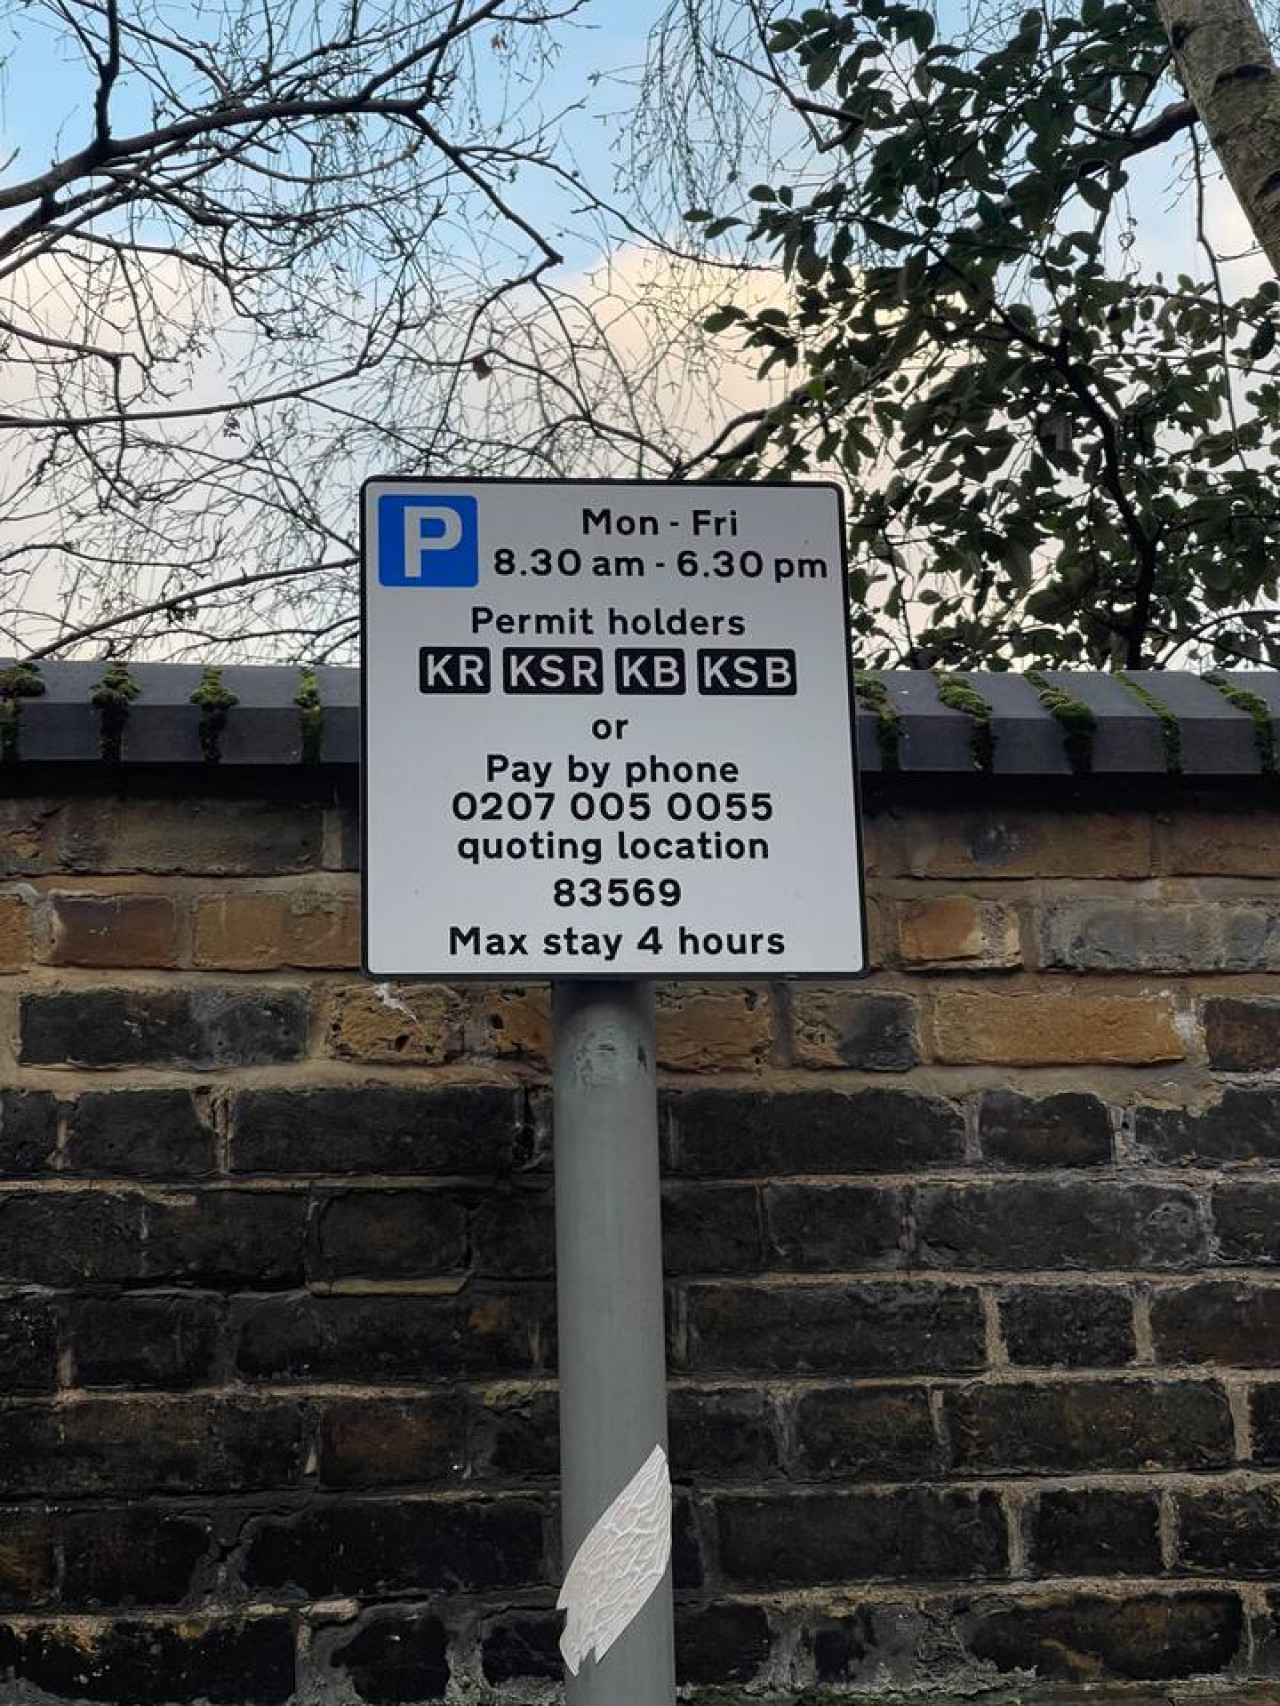 P
Mon - Fri
8.30 am - 6.30 pm
Permit holders
KR KSR KB KSB
or
Pay by phone
0207 005 0055
quoting location
83569
Max stay 4 hours